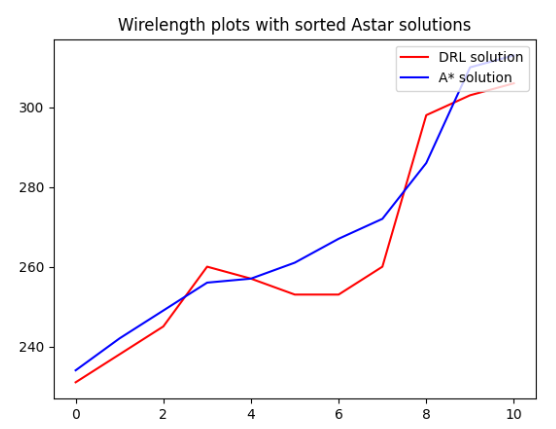 Wirelength plots with sorted Astar solutions
DRL solution
A* solution
300
280
260
240
0 2 4 6 8 10